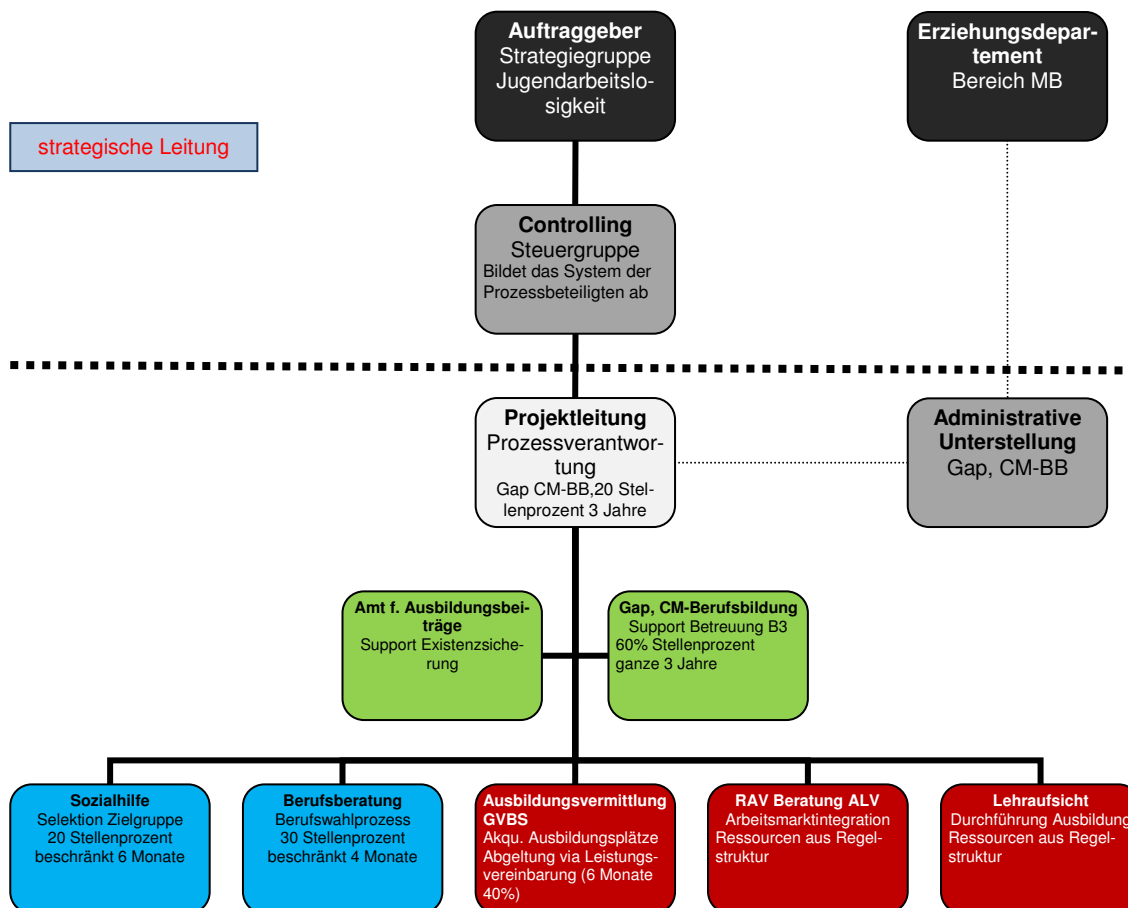 Auftraggeber
Strategiegruppe
Jugendarbeitslo-
sigkeit
Erziehungsdepar-
tement
Bereich MB
strategische Leitung
Controlling
Steuergruppe
Bildet das System der
Prozessbeteiligten ab
Projektleitung
Prozessverantwor-
tung
Gap CM-BB,20 Stel-
lenprozent 3 Jahre
Administrative
Unterstellung
Gap, CM-BB
Amt f. Ausbildungsbei-
träge
Support Existenzsiche-
rung
Gap, CM-Berufsbildung
Support Betreuung B3
60% Stellenprozent
ganze 3 Jahre
Sozialhilfe
Selektion Zielgruppe
20 Stellenprozent
beschränkt 6 Monate
Berufsberatung
Berufswahlprozess
30 Stellenprozent
beschränkt 4 Monate
Ausbildungsvermittlung
GVBS
Akqu. Ausbildungsplätze
Abgeltung via Leistungs-
vereinbarung (6 Monate
40%)
RAV Beratung ALV
Arbeitsmarktintegration
Ressourcen aus Regel-
struktur
Lehraufsicht
Durchführung Ausbildung
Ressourcen aus Regel-
struktur